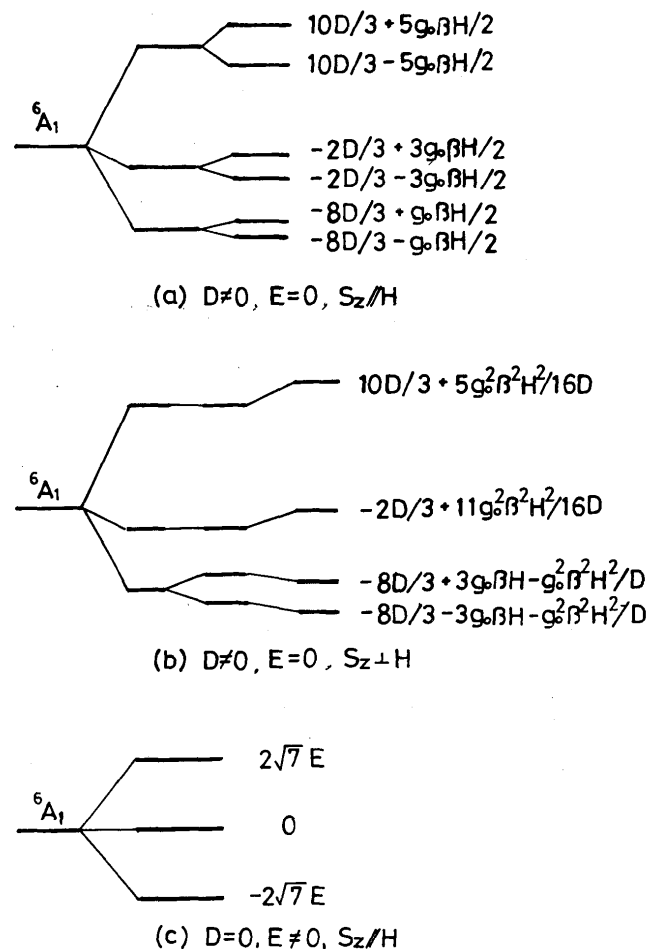 10D/3 + 5g₀βH/2
10D/3 - 5g₀βH/2
⁶A₁
-2D/3 + 3g₀βH/2
-2D/3 - 3g₀βH/2
-8D/3 + g₀βH/2
-8D/3 - g₀βH/2
(a) D≠0, E=0, Sz//H
10D/3 + 5g₀²β²H²/16D
⁶A₁
-2D/3 + 11g₀²β²H²/16D
-8D/3 + 3g₀βH - g₀²β²H²/D
-8D/3 - 3g₀βH - g₀²β²H²/D
(b) D≠0, E=0, Sz⊥H
2√7 E
⁶A₁
0
-2√7 E
(c) D=0, E≠0, Sz//H